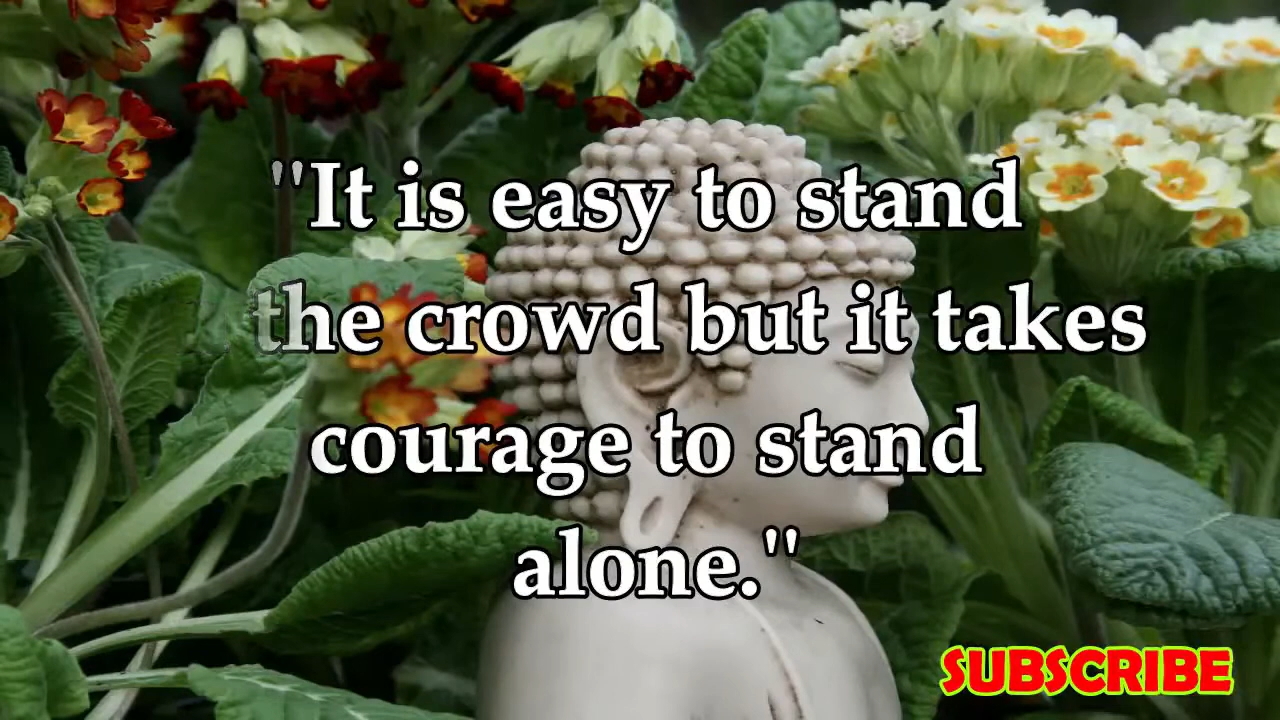 "It is easy to stand
the crowd but it takes
courage to stand
alone."
SUBSCRIBE